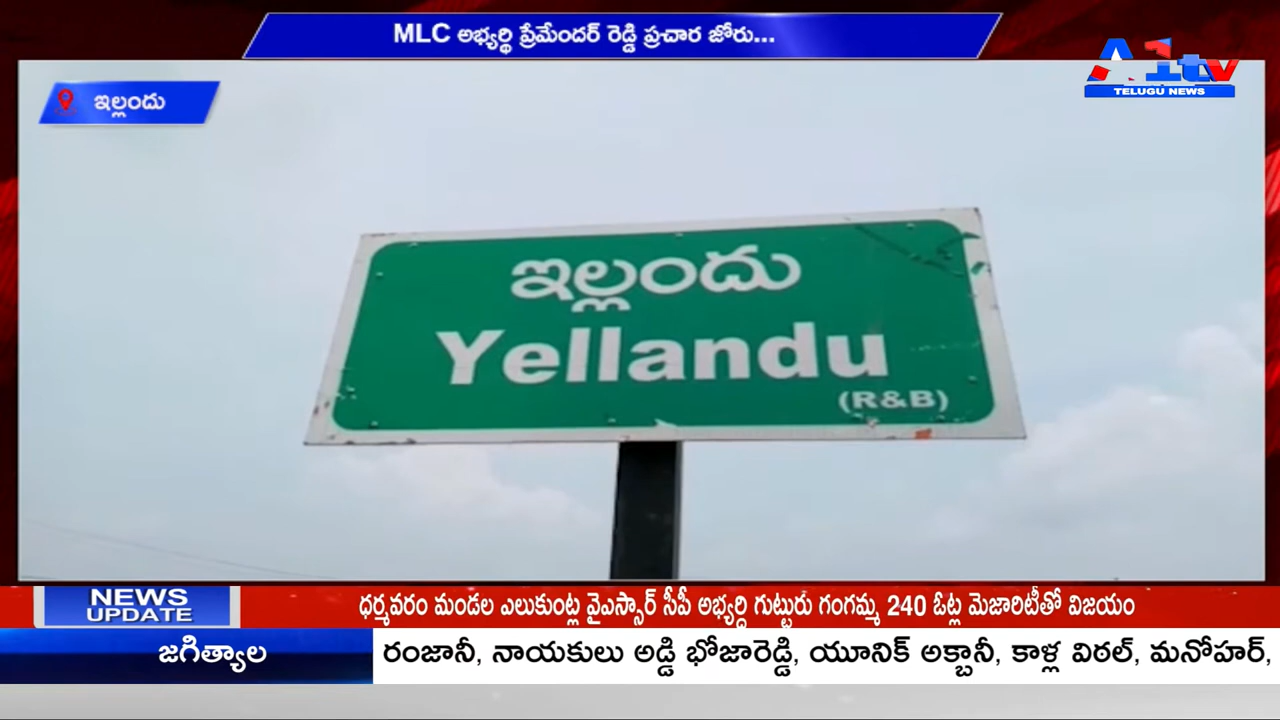 MLC అభ్యర్థి ప్రేమేందర్ రెడ్డి ప్రచార జోరు...
A1tv
TELUGU NEWS
ఇల్లందు
ఇల్లందు
Yellandu
(R&B)
NEWS UPDATE
ధర్మవరం మండల ఎలుకుంట్ల వైఎస్సార్ సీపీ అభ్యర్ధి గుట్టురు గంగమ్మ 240 ఓట్ల మెజారిటీతో విజయం
జగిత్యాల
రంజానీ, నాయకులు అడ్డి భోజారెడ్డి, యూనిక్ అక్బానీ, కాళ్ల విఠల్, మనోహర్,